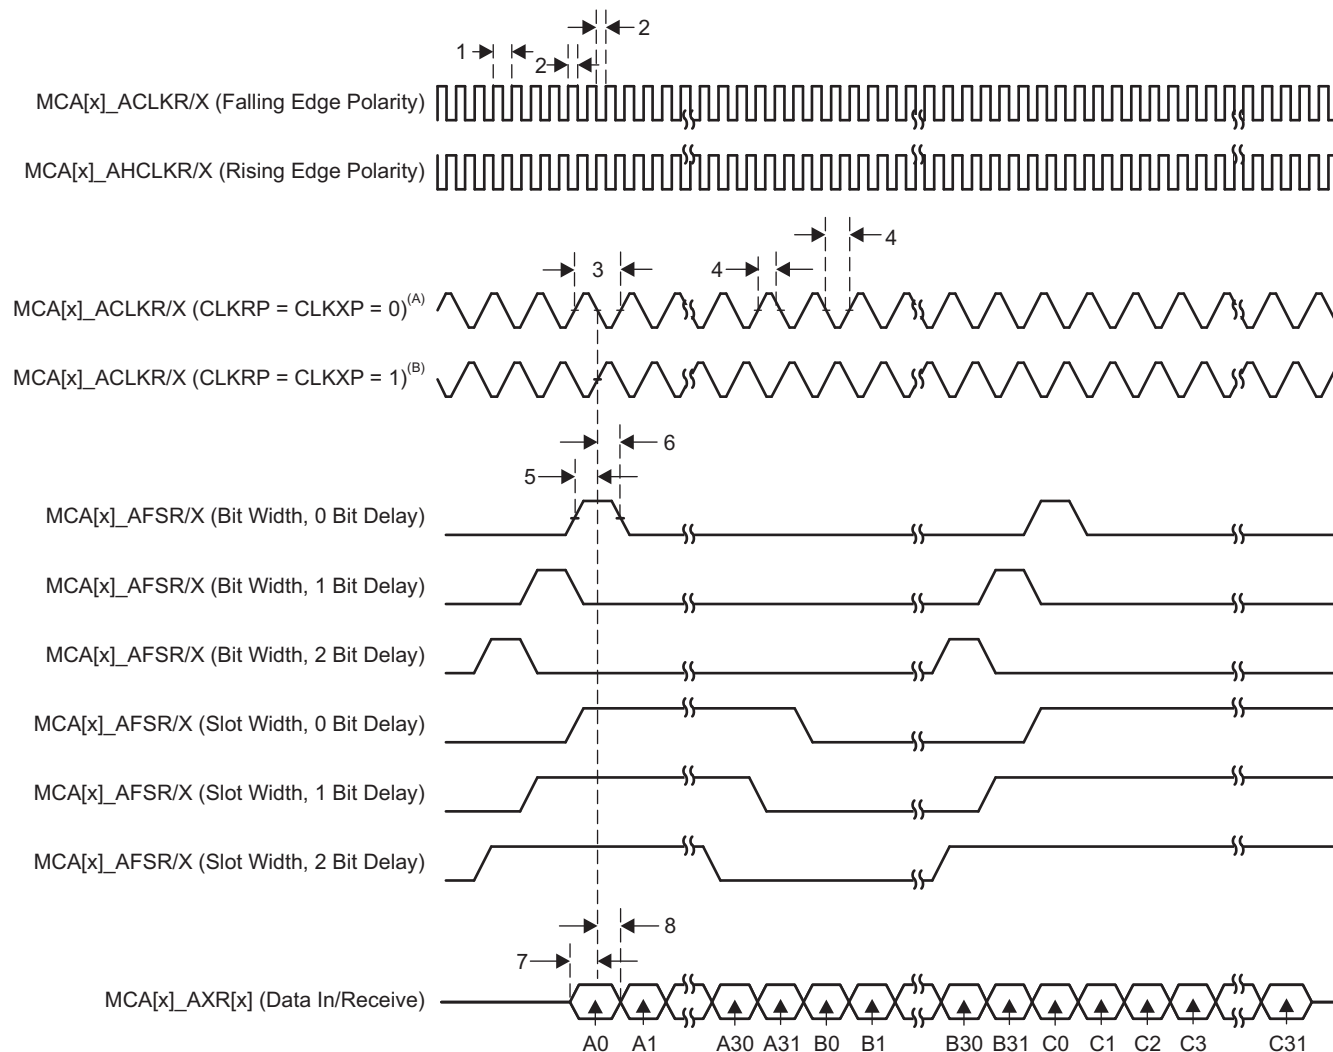 2
1
2
MCA[x]_ACLKR/X (Falling Edge Polarity)
MCA[x]_AHCLKR/X (Rising Edge Polarity)
4
3
4
MCA[x]_ACLKR/X (CLKRP = CLKXP = 0)(A)
MCA[x]_ACLKR/X (CLKRP = CLKXP = 1)(B)
6
5
MCA[x]_AFSR/X (Bit Width, 0 Bit Delay)
MCA[x]_AFSR/X (Bit Width, 1 Bit Delay)
MCA[x]_AFSR/X (Bit Width, 2 Bit Delay)
MCA[x]_AFSR/X (Slot Width, 0 Bit Delay)
MCA[x]_AFSR/X (Slot Width, 1 Bit Delay)
MCA[x]_AFSR/X (Slot Width, 2 Bit Delay)
8
7
MCA[x]_AXR[x] (Data In/Receive)
A0 A1 A30 A31 B0 B1 B30 B31 C0 C1 C2 C3 C31